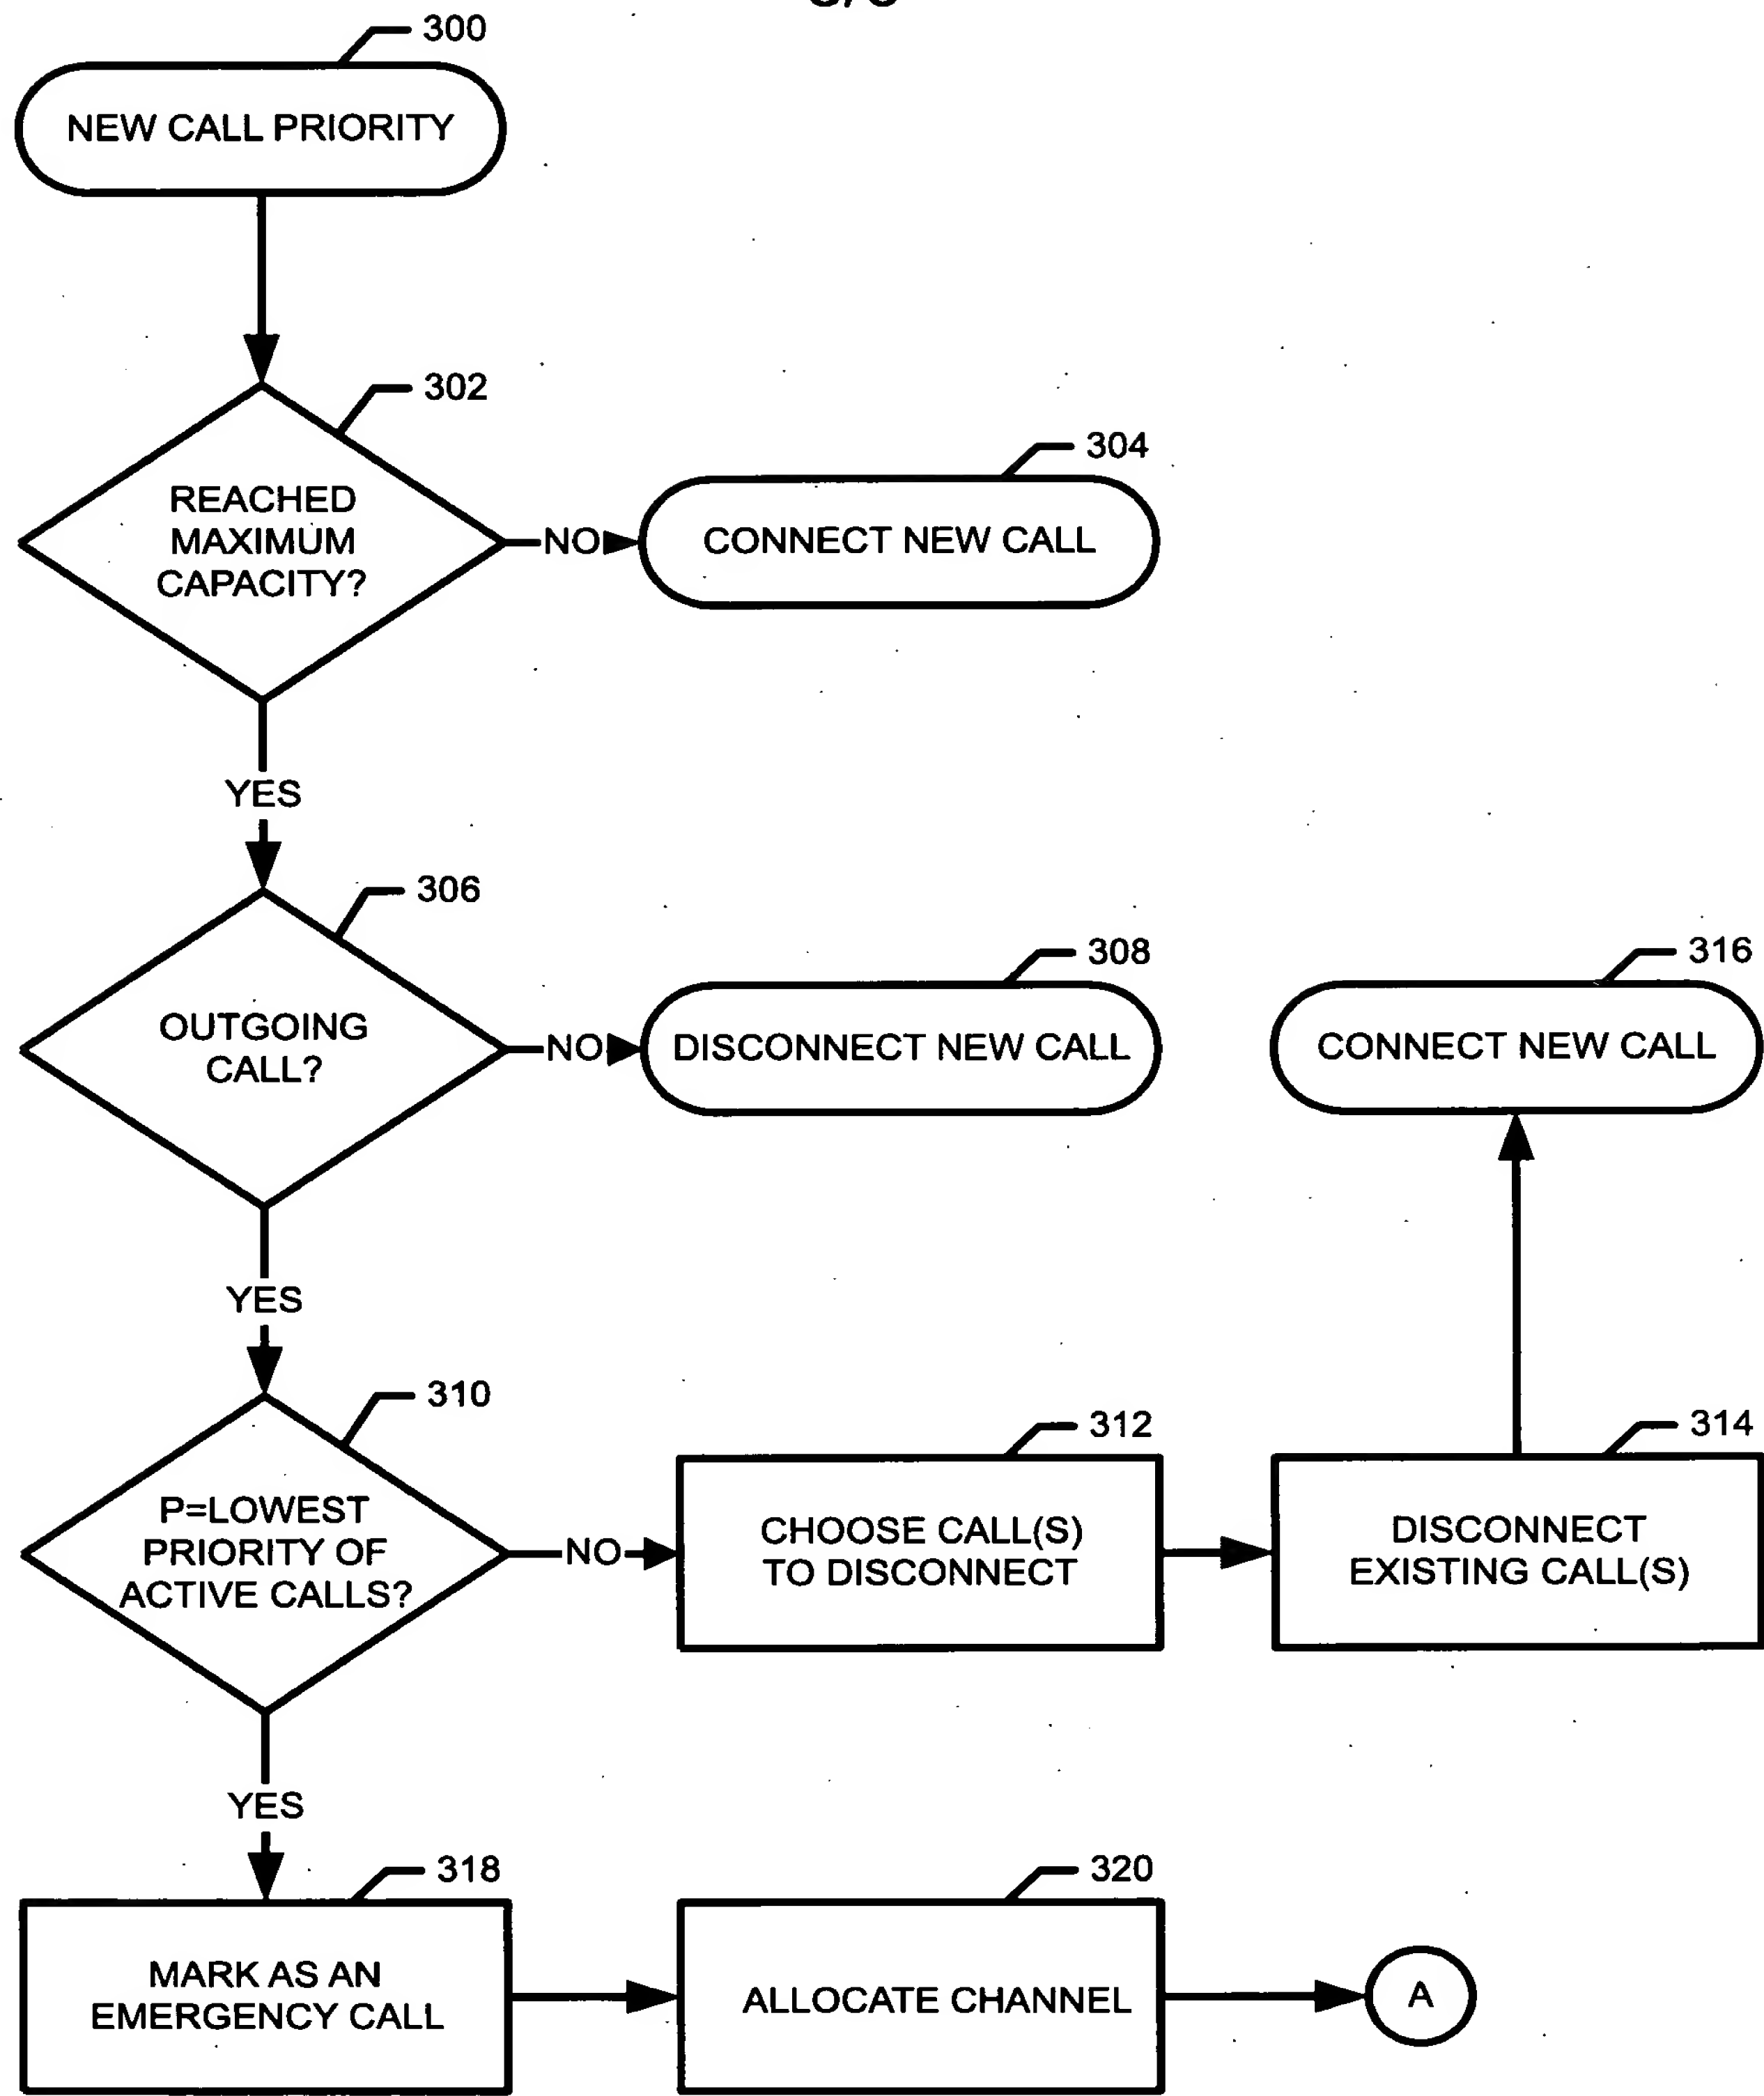 300
NEW CALL PRIORITY
302
REACHED
MAXIMUM
CAPACITY?
NO
304
CONNECT NEW CALL
YES
306
OUTGOING
CALL?
NO
308
DISCONNECT NEW CALL
316
CONNECT NEW CALL
YES
310
P=LOWEST
PRIORITY OF
ACTIVE CALLS?
NO
312
CHOOSE CALL(S)
TO DISCONNECT
314
DISCONNECT
EXISTING CALL(S)
YES
318
MARK AS AN
EMERGENCY CALL
320
ALLOCATE CHANNEL
A